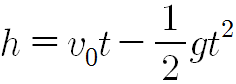 h = v₀t − ½gt²